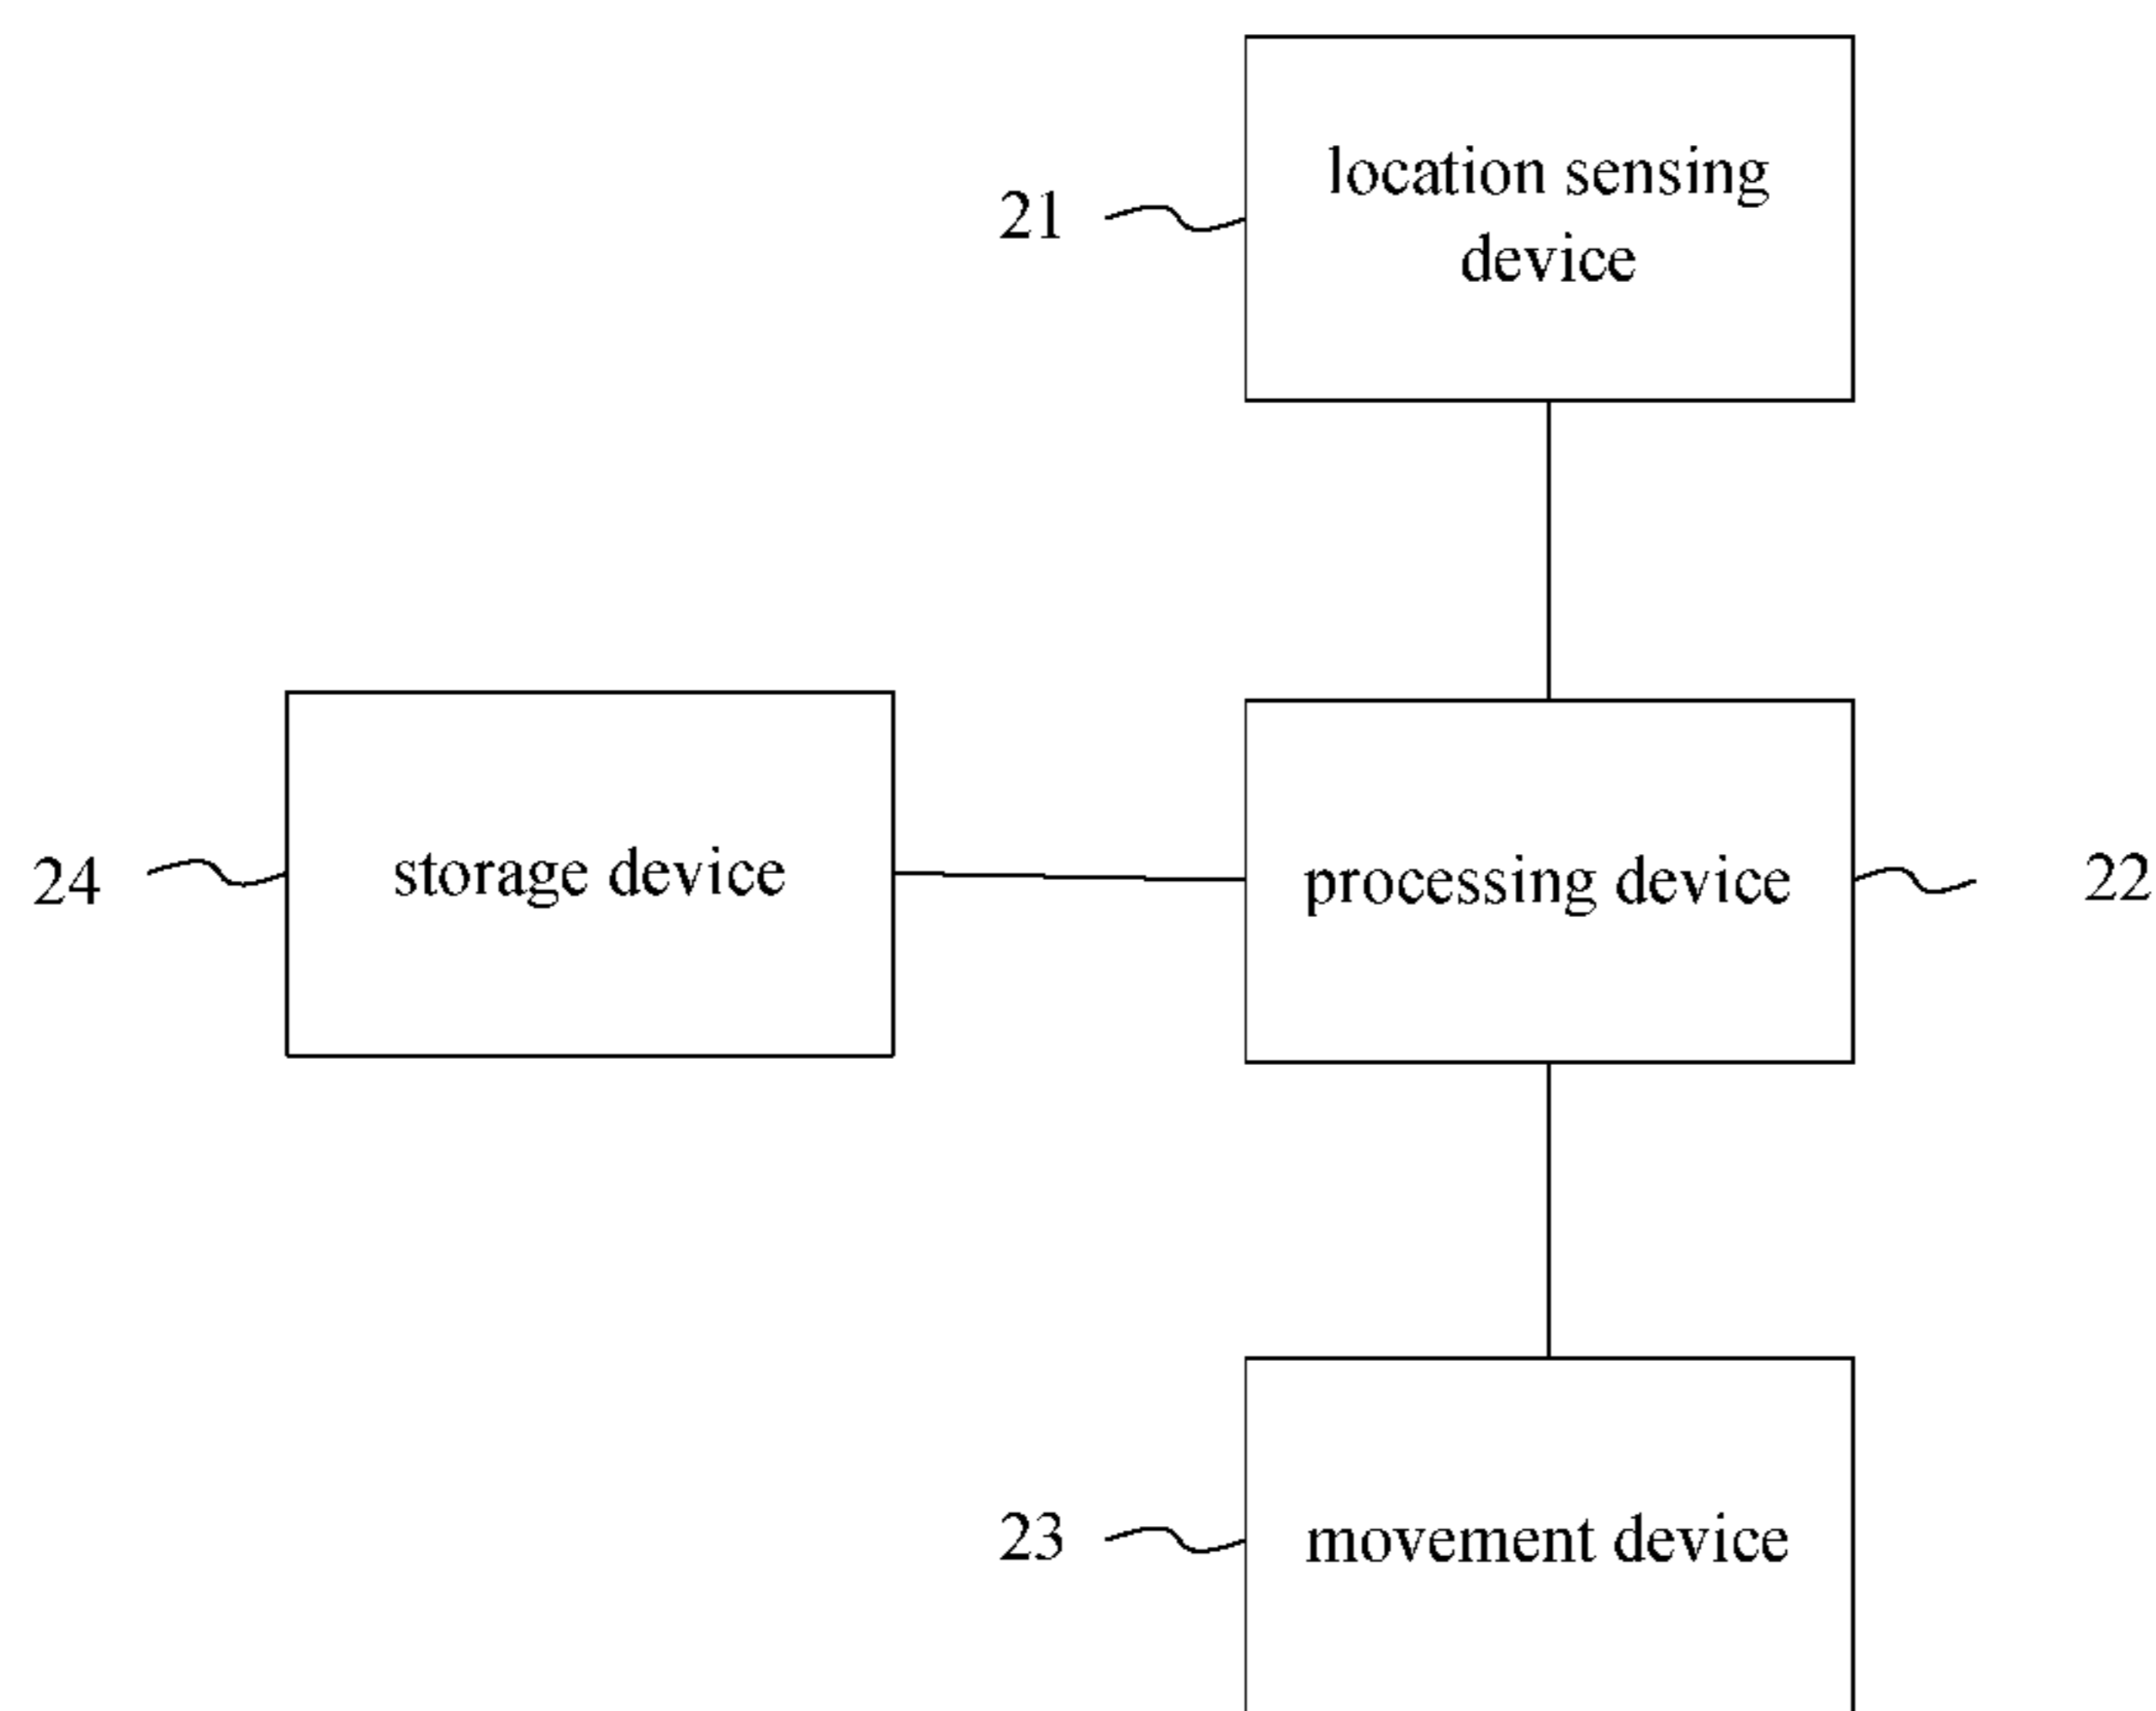 location sensing
device
21
storage device
24
processing device
22
23
movement device